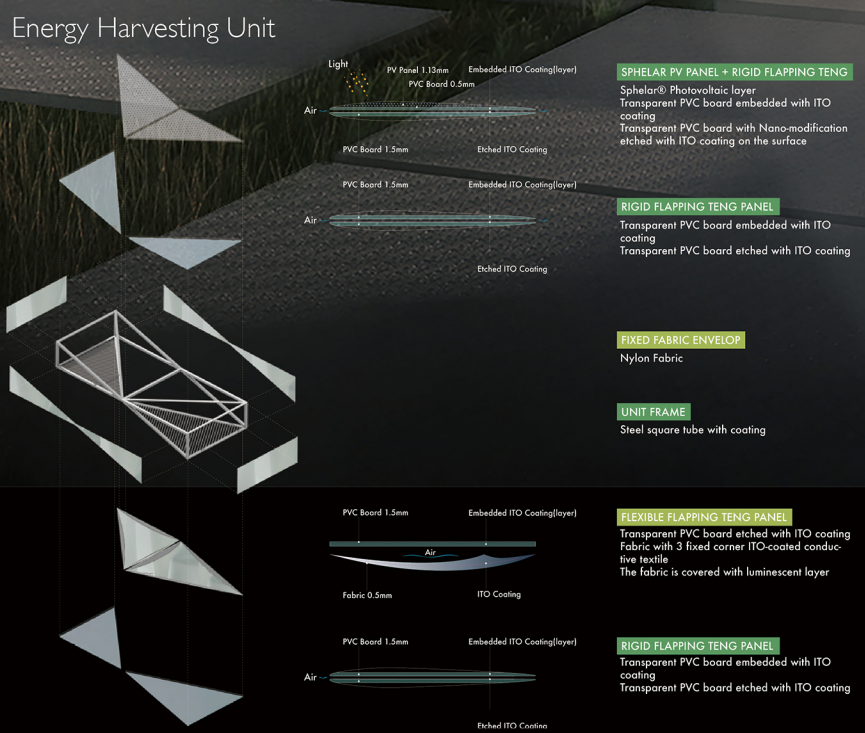 Energy Harvesting Unit
Light
PV Panel 1.13mm
Embedded ITO Coating(layer)
PVC Board 0.5mm
Air
PVC Board 1.5mm
Etched ITO Coating
SPHELAR PV PANEL + RIGID FLAPPING TENG
Sphelar® Photovoltaic layer
Transparent PVC board embedded with ITO
coating
Transparent PVC board with Nano-modification
etched with ITO coating on the surface
PVC Board 1.5mm
Embedded ITO Coating(layer)
Air
Etched ITO Coating
RIGID FLAPPING TENG PANEL
Transparent PVC board embedded with ITO
coating
Transparent PVC board etched with ITO coating
FIXED FABRIC ENVELOP
Nylon Fabric
UNIT FRAME
Steel square tube with coating
PVC Board 1.5mm
Embedded ITO Coating(layer)
Air
Fabric 0.5mm
ITO Coating
FLEXIBLE FLAPPING TENG PANEL
Transparent PVC board etched with ITO coating
Fabric with 3 fixed corner ITO-coated conduc-
tive textile
The fabric is covered with luminescent layer
PVC Board 1.5mm
Embedded ITO Coating(layer)
Air
Etched ITO Coating
RIGID FLAPPING TENG PANEL
Transparent PVC board embedded with ITO
coating
Transparent PVC board etched with ITO coating